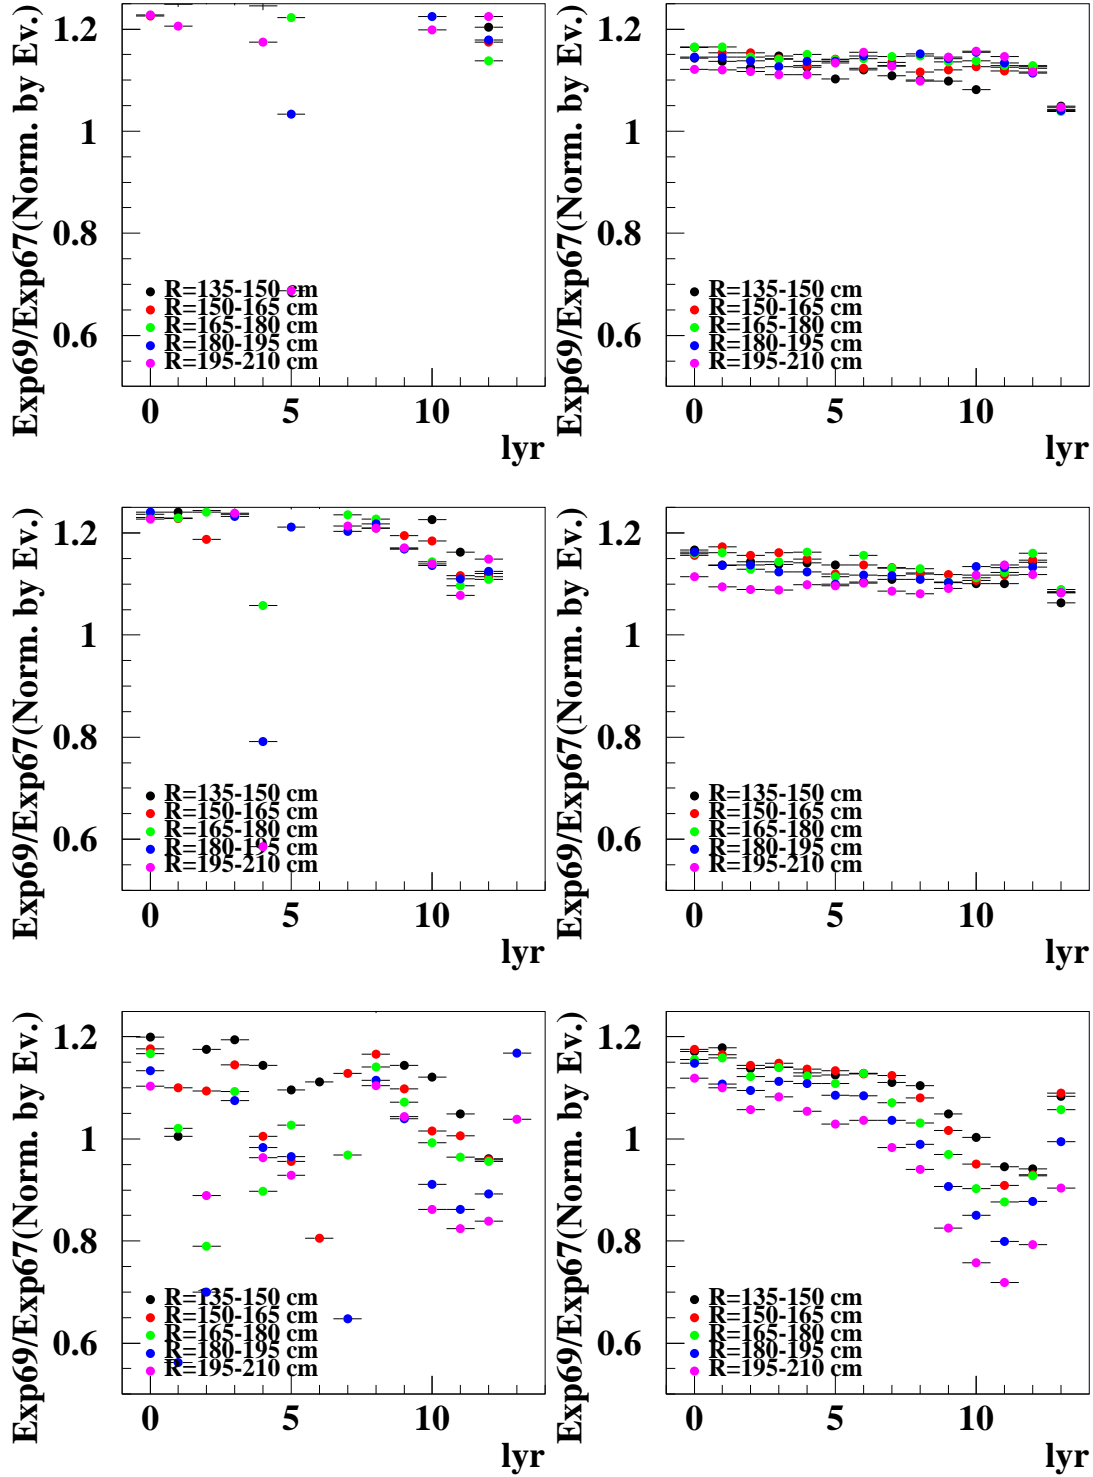 Exp69/Exp67(Norm. by Ev.)
1.2
1
0.8
0.6
R=135-150 cm
R=150-165 cm
R=165-180 cm
R=180-195 cm
R=195-210 cm
0 5 10
lyr
Exp69/Exp67(Norm. by Ev.)
1.2
1
0.8
0.6
R=135-150 cm
R=150-165 cm
R=165-180 cm
R=180-195 cm
R=195-210 cm
0 5 10
lyr
Exp69/Exp67(Norm. by Ev.)
1.2
1
0.8
0.6
R=135-150 cm
R=150-165 cm
R=165-180 cm
R=180-195 cm
R=195-210 cm
0 5 10
lyr
Exp69/Exp67(Norm. by Ev.)
1.2
1
0.8
0.6
R=135-150 cm
R=150-165 cm
R=165-180 cm
R=180-195 cm
R=195-210 cm
0 5 10
lyr
Exp69/Exp67(Norm. by Ev.)
1.2
1
0.8
0.6
R=135-150 cm
R=150-165 cm
R=165-180 cm
R=180-195 cm
R=195-210 cm
0 5 10
lyr
Exp69/Exp67(Norm. by Ev.)
1.2
1
0.8
0.6
R=135-150 cm
R=150-165 cm
R=165-180 cm
R=180-195 cm
R=195-210 cm
0 5 10
lyr